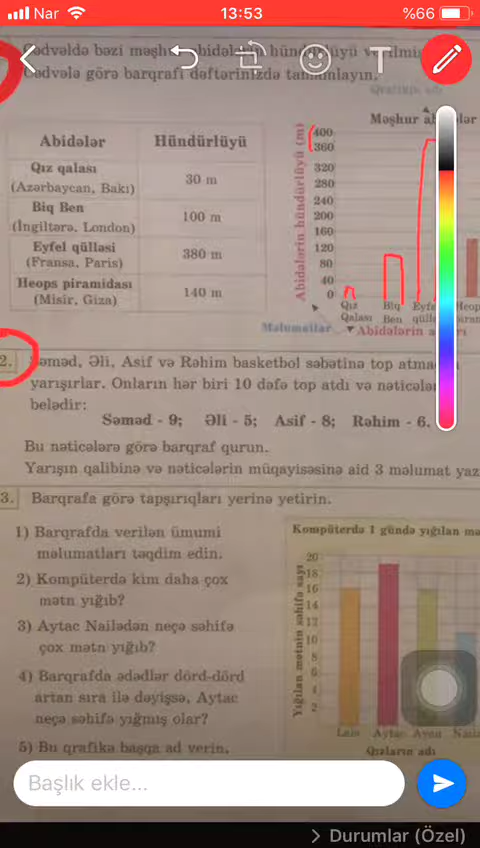 Nar
13:53
%66
Cədvəldə bəzi məşhur abidələrin hündürlüyü
Cədvələ görə barqrafı dəftərinizdə tamamlayın.
T
Qrafikin adı
Məşhur
Abidələr Hündürlüyü
Qız qalası
(Azərbaycan, Bakı)
30 m
Biq Ben
(İngiltərə, London)
100 m
Eyfel qülləsi
(Fransa, Paris)
380 m
Heops piramidası
(Misir, Giza)
140 m
Abidələrin hündürlüyü (m)
400
360
320
280
240
200
160
120
80
40
0
Qız
Qalası
Biq
Ben
Məlumatlar
Abidələrin
2. Səməd, Əli, Asif və Rəhim basketbol səbətinə top
yarışırlar. Onların hər biri 10 dəfə top atdı və
belədir:
Səməd - 9; Əli - 5; Asif - 8; Rəhim - 6.
Bu nəticələrə görə barqraf qurun.
Yarışın qalibinə və nəticələrin müqayisəsinə aid 3 məlumat yaz
3. Barqrafa görə tapşırıqları yerinə yetirin.
1) Barqrafda verilən ümumi
məlumatları təqdim edin.
2) Kompüterdə kim daha çox
mətn yığıb?
3) Aytac Nailədən neçə səhifə
çox mətn yığıb?
4) Barqrafda ədədlər dörd-dörd
artan sıra ilə dəyişsə, Aytac
neçə səhifə yığmış olar?
5) Bu qrafikə başqa ad verin.
Kompüterdə 1 gündə yığılan
Yığılan mətnin səhifə sayı
20
18
16
14
12
10
8
6
4
2
Lalə Aytac Ayan
Qızların adı
Başlık ekle...
Durumlar (Özel)